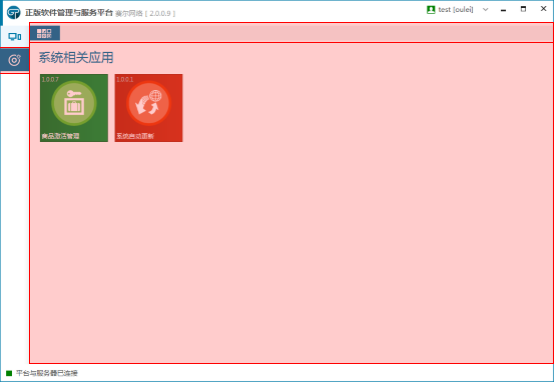 正版软件管理与服务平台 赛尔网络 [ 2.0.0.9 ]
test [oulei]
系统相关应用
1.0.0.7
1.0.0.1
商品激活管理
系统自动更新
平台与服务器已连接